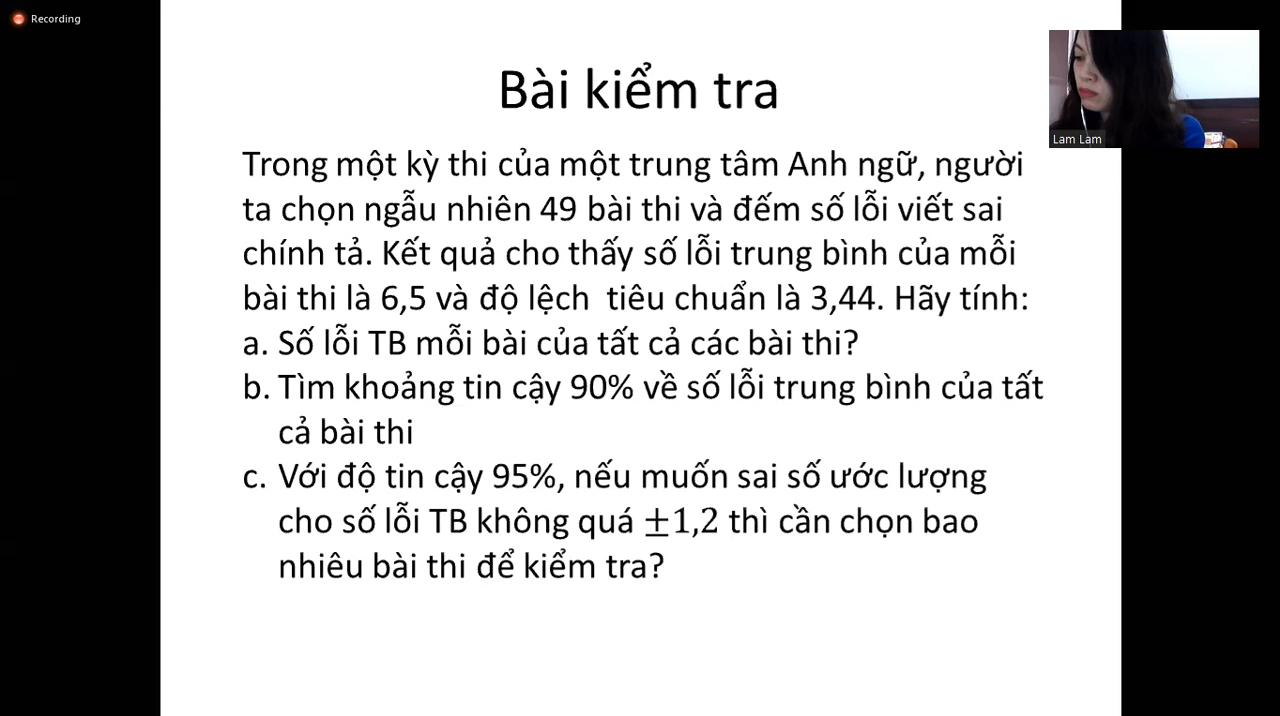 Recording
Bài kiểm tra
Lam Lam
Trong một kỳ thi của một trung tâm Anh ngữ, người
ta chọn ngẫu nhiên 49 bài thi và đếm số lỗi viết sai
chính tả. Kết quả cho thấy số lỗi trung bình của mỗi
bài thi là 6,5 và độ lệch tiêu chuẩn là 3,44. Hãy tính:
a. Số lỗi TB mỗi bài của tất cả các bài thi?
b. Tìm khoảng tin cậy 90% về số lỗi trung bình của tất
cả bài thi
c. Với độ tin cậy 95%, nếu muốn sai số ước lượng
cho số lỗi TB không quá ±1,2 thì cần chọn bao
nhiêu bài thi để kiểm tra?